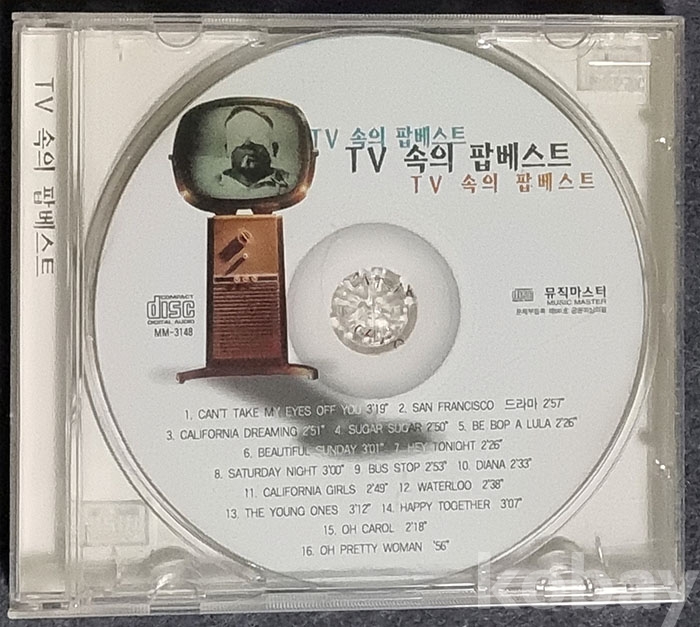 TV 속의 팝베스트
TV 속의 팝베스트
TV 속의 팝베스트
TV 속의 팝베스트
COMPACT
disc
DIGITAL AUDIO
MM-3148
뮤직마스터
MUSIC MASTER
1. CAN'T TAKE MY EYES OFF YOU 3'19" 2. SAN FRANCISCO 드라마 2'57"
3. CALIFORNIA DREAMING 2'51" 4. SUGAR SUGAR 2'50" 5. BE BOP A LULA 2'26"
6. BEAUTIFUL SUNDAY 3'01" 7. HEY TONIGHT 2'26"
8. SATURDAY NIGHT 3'00" 9. BUS STOP 2'53" 10. DIANA 2'33"
11. CALIFORNIA GIRLS 2'49" 12. WATERLOO 2'38"
13. THE YOUNG ONES 3'12" 14. HAPPY TOGETHER 3'07"
15. OH CAROL 2'18"
16. OH PRETTY WOMAN '56"
kobay